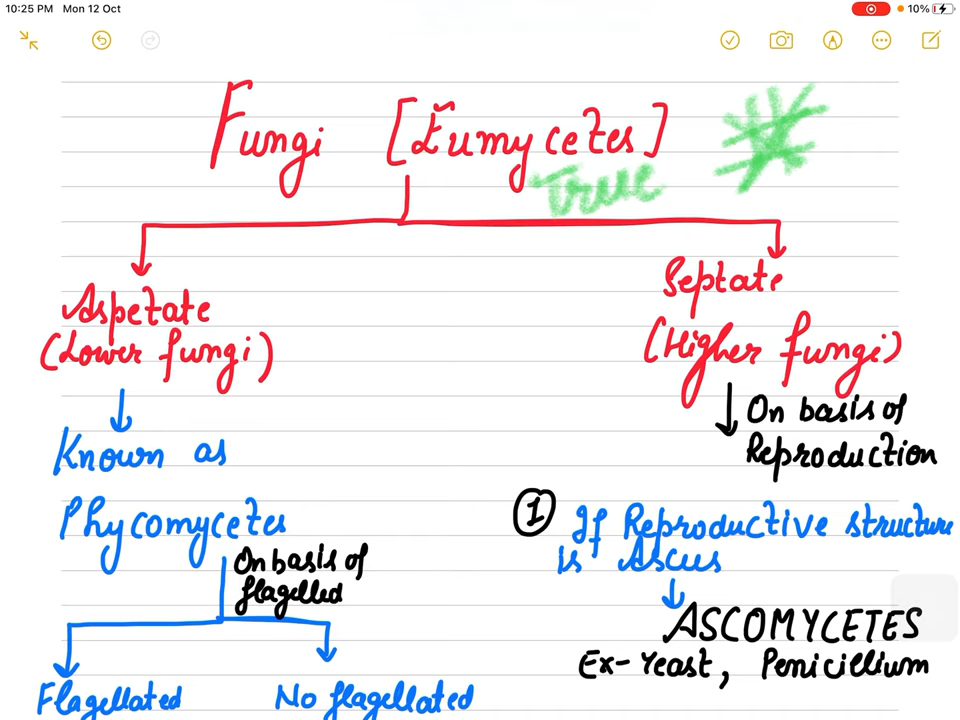 10:25 PM Mon 12 Oct
10%
Fungi [Eumycetes]
True
Aspetate
(Lower fungi)
Septate
(Higher fungi)
On basis of
Reproduction
Known as
Phycomycetes
On basis of
flagelled
Flagellated
No flagellated
1 If Reproductive structure
is Ascus
ASCOMYCETES
Ex- Yeast, Penicillium